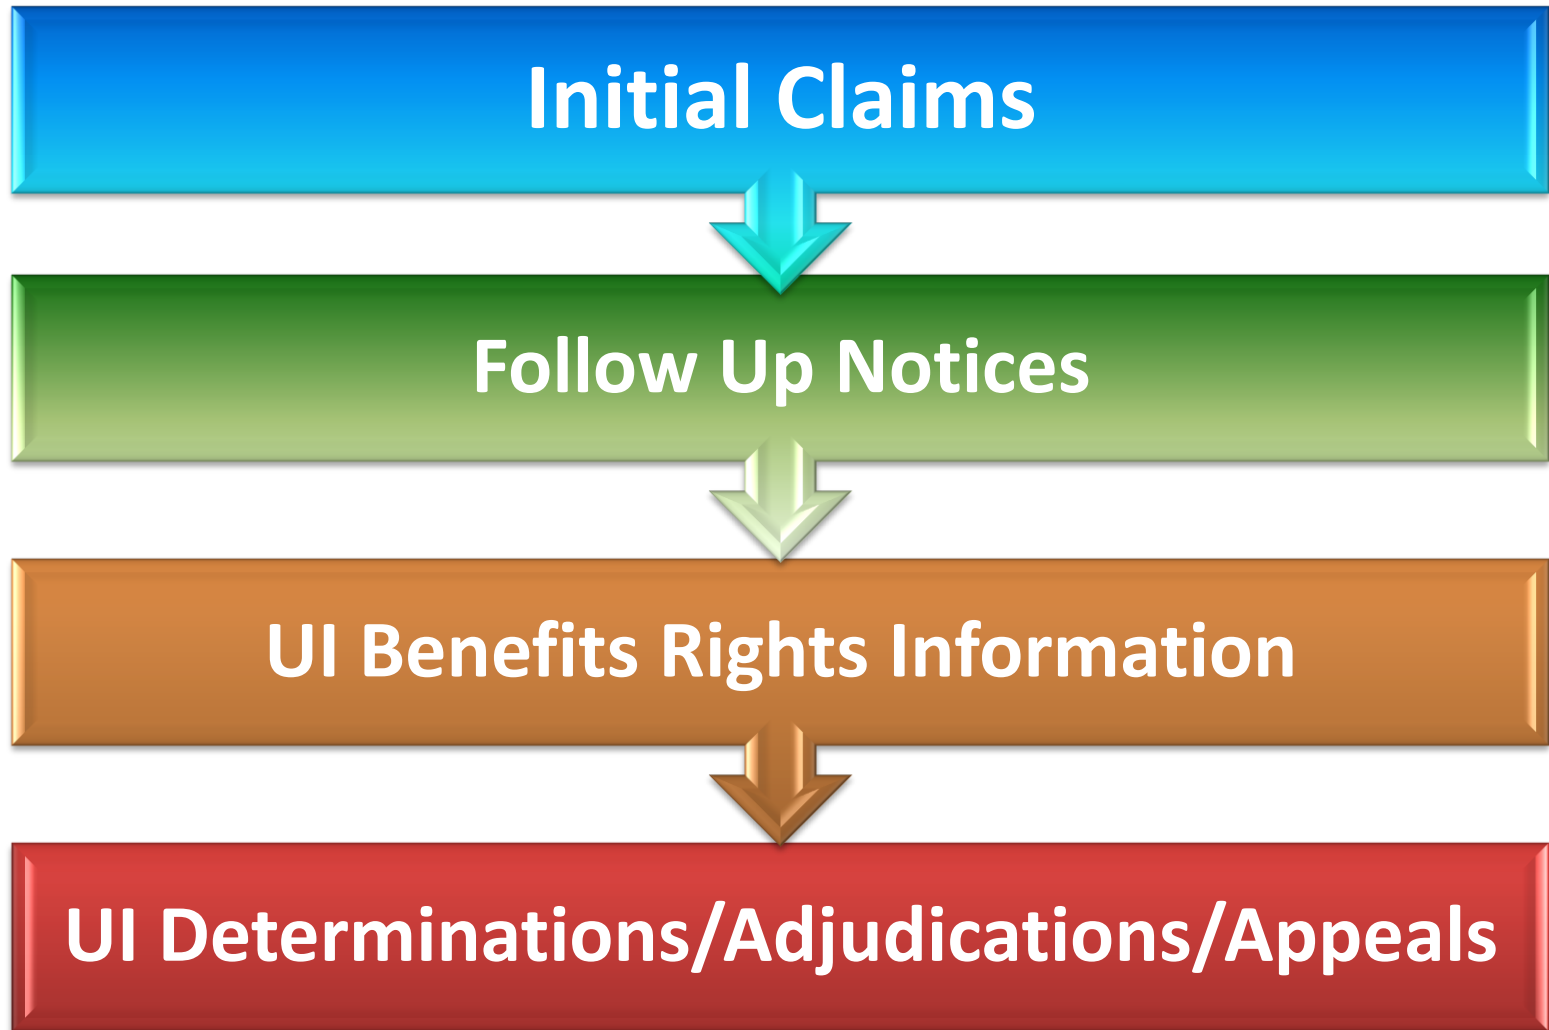 Initial Claims
Follow Up Notices
UI Benefits Rights Information
UI Determinations/Adjudications/Appeals